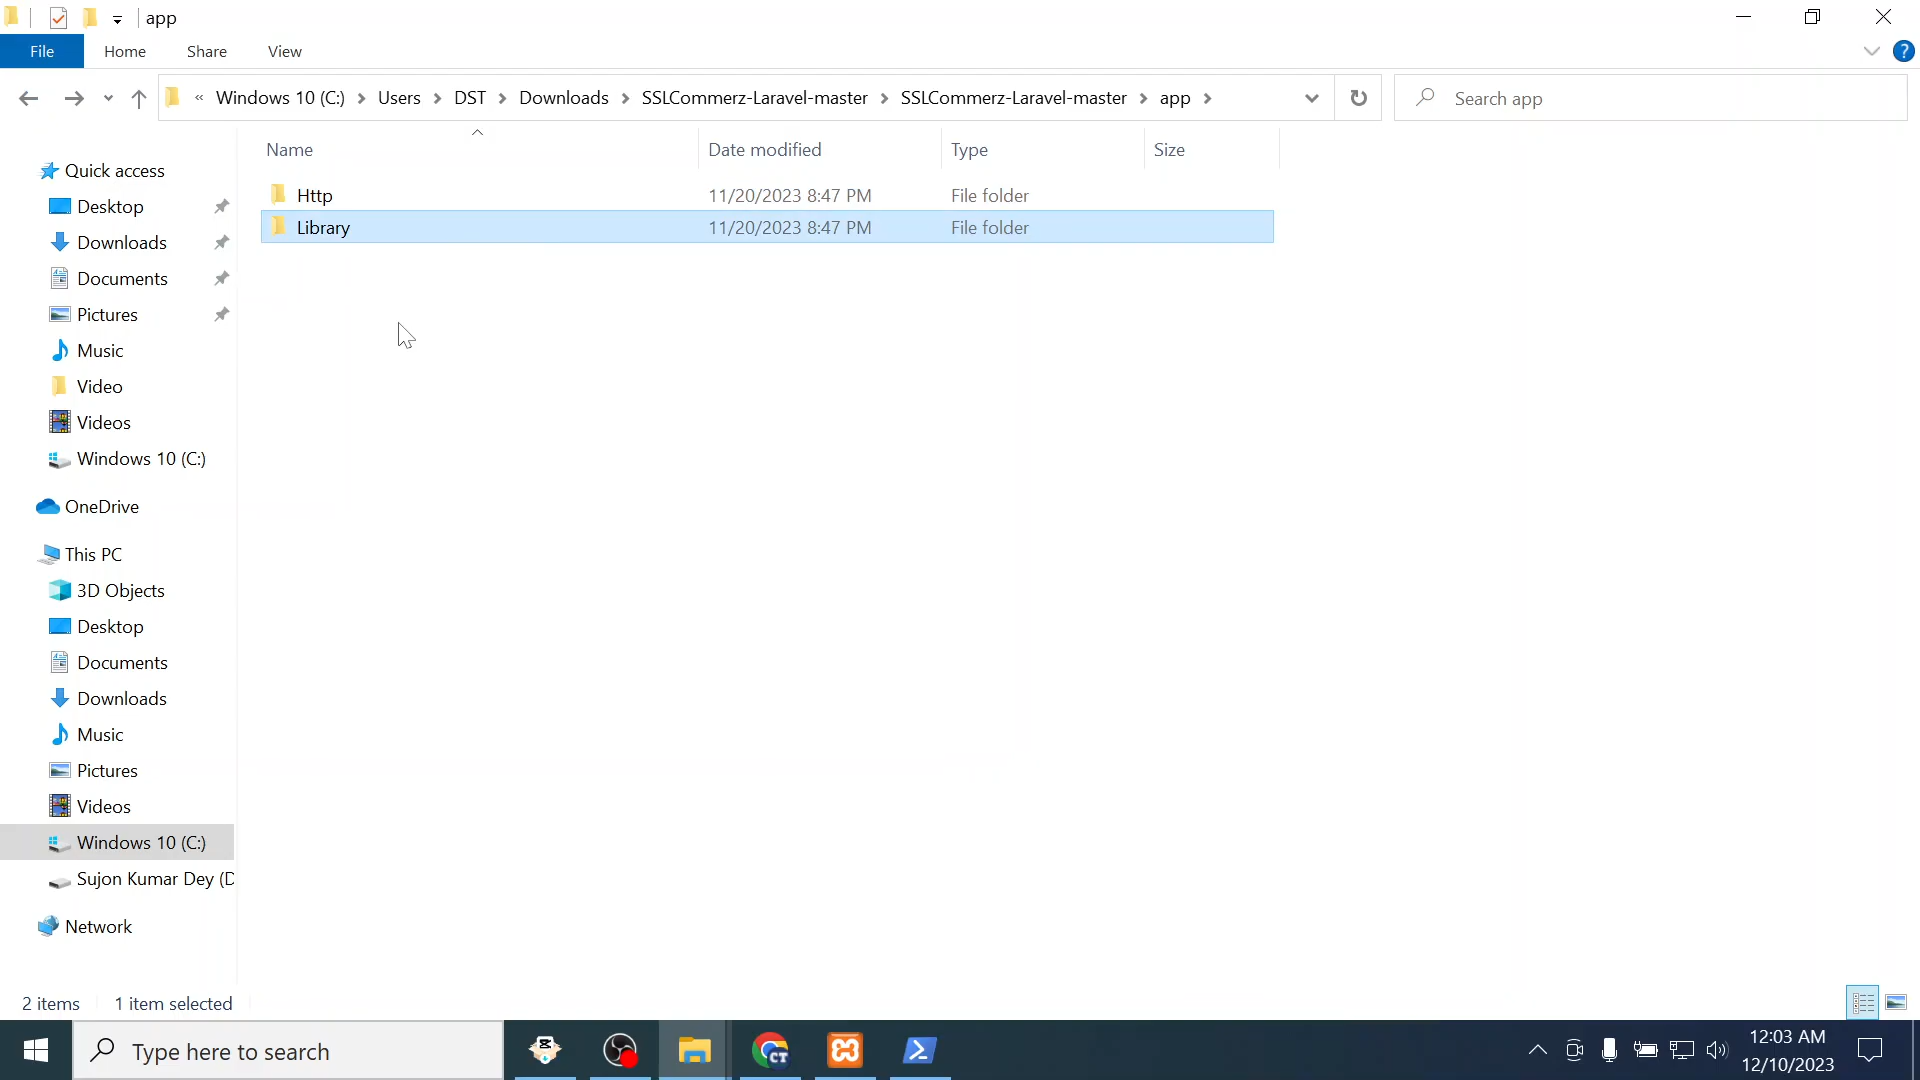 app
File Home Share View
« Windows 10 (C:) > Users > DST > Downloads > SSLCommerz-Laravel-master > SSLCommerz-Laravel-master > app >
Search app
Name Date modified Type Size
Http 11/20/2023 8:47 PM File folder
Library 11/20/2023 8:47 PM File folder
Quick access
Desktop
Downloads
Documents
Pictures
Music
Video
Videos
Windows 10 (C:)
OneDrive
This PC
3D Objects
Desktop
Documents
Downloads
Music
Pictures
Videos
Windows 10 (C:)
Sujon Kumar Dey (D
Network
2 items 1 item selected
Type here to search
CT
12:03 AM
12/10/2023